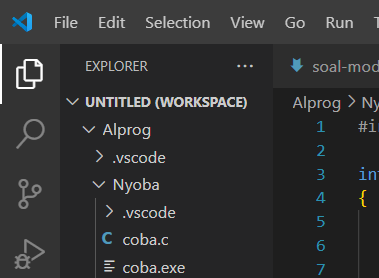 File Edit Selection View Go Run
EXPLORER ...
soal-mod
UNTITLED (WORKSPACE)
Alprog > Ny
Alprog
1 #i
.vscode
2
Nyoba
3 in
.vscode
4 {
coba.c
5
6
coba.exe
7